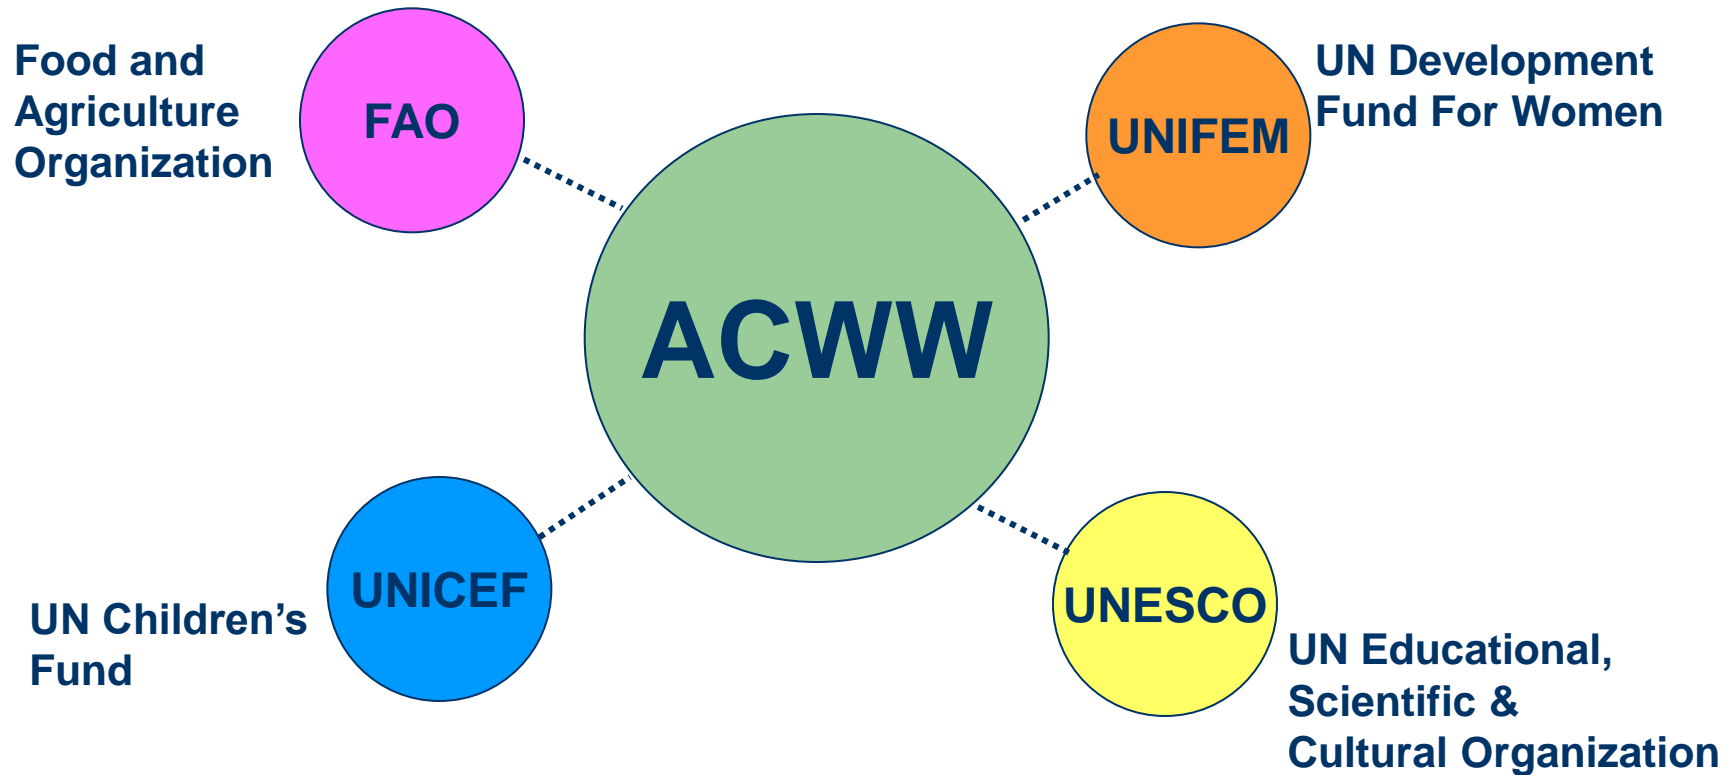 Food and
Agriculture
Organization
FAO
UNIFEM
UN Development
Fund For Women
ACWW
UN Children’s
Fund
UNICEF
UNESCO
UN Educational,
Scientific &
Cultural Organization